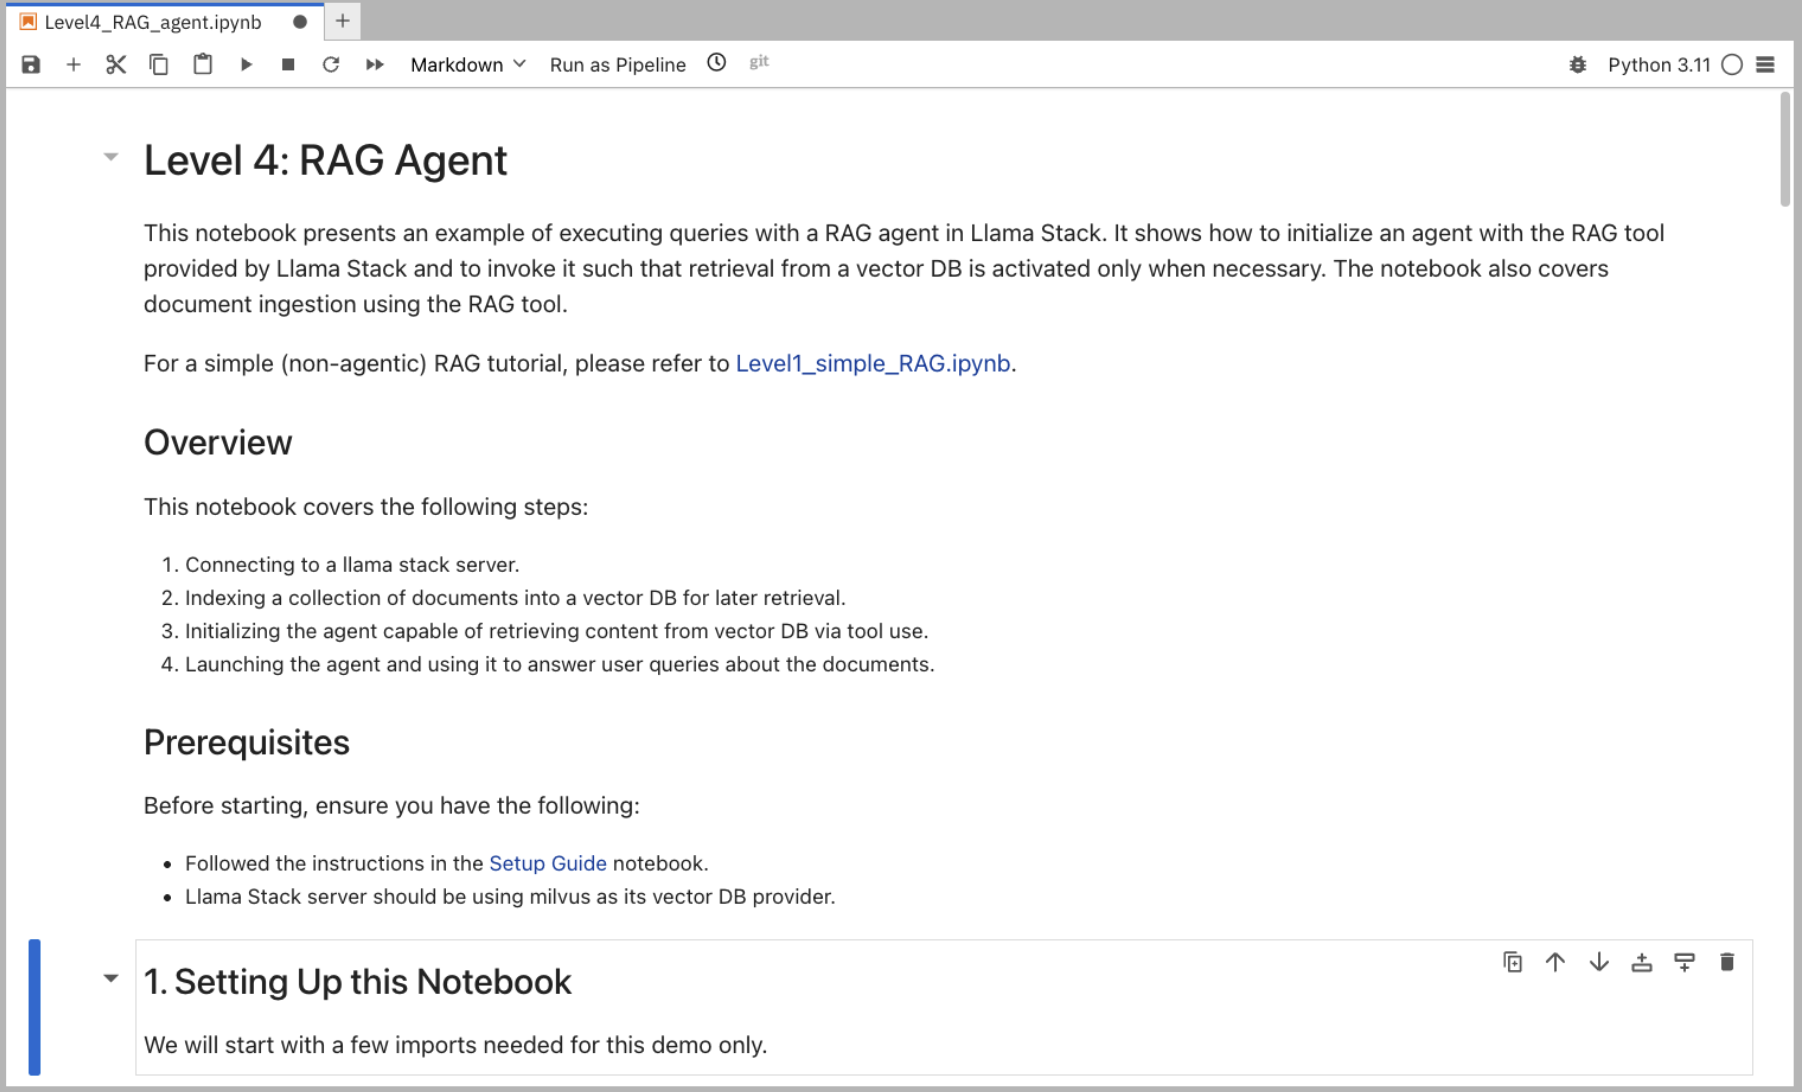 Level4_RAG_agent.ipynb
Markdown
Run as Pipeline
git
Python 3.11
Level 4: RAG Agent
This notebook presents an example of executing queries with a RAG agent in Llama Stack. It shows how to initialize an agent with the RAG tool
provided by Llama Stack and to invoke it such that retrieval from a vector DB is activated only when necessary. The notebook also covers
document ingestion using the RAG tool.
For a simple (non-agentic) RAG tutorial, please refer to Level1_simple_RAG.ipynb.
Overview
This notebook covers the following steps:
1. Connecting to a llama stack server.
2. Indexing a collection of documents into a vector DB for later retrieval.
3. Initializing the agent capable of retrieving content from vector DB via tool use.
4. Launching the agent and using it to answer user queries about the documents.
Prerequisites
Before starting, ensure you have the following:
• Followed the instructions in the Setup Guide notebook.
• Llama Stack server should be using milvus as its vector DB provider.
1. Setting Up this Notebook
We will start with a few imports needed for this demo only.